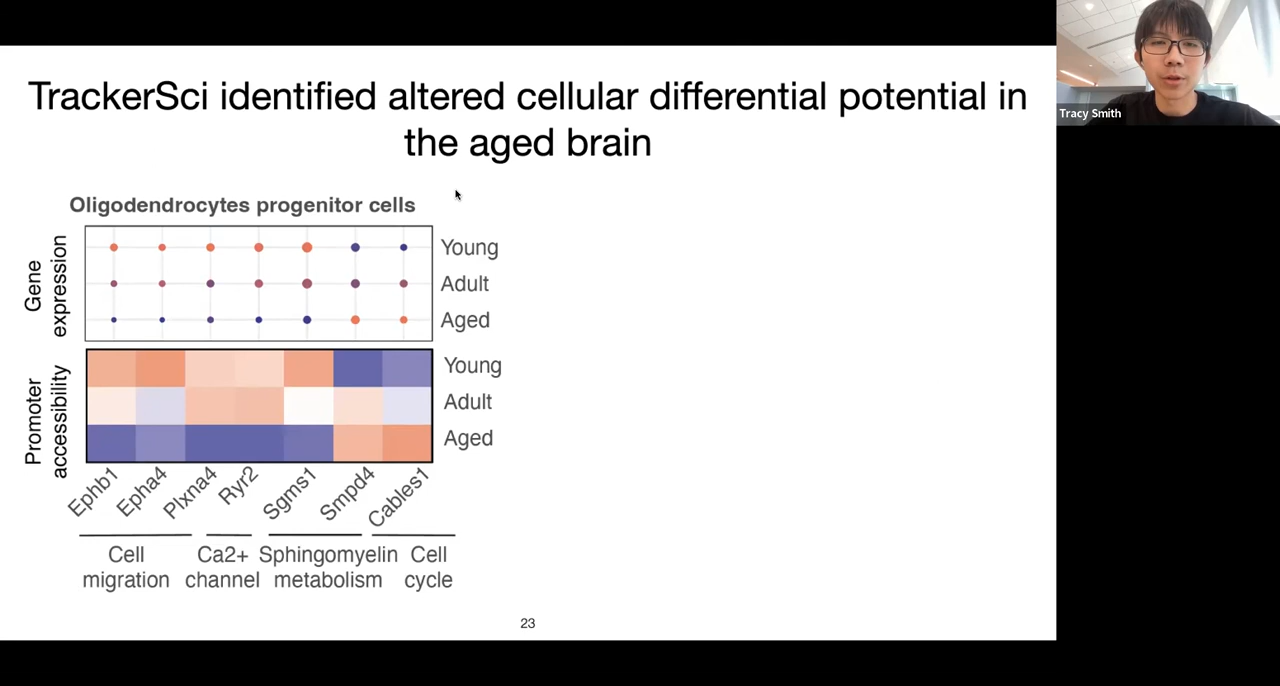 TrackerSci identified altered cellular differential potential in
the aged brain
Oligodendrocytes progenitor cells
Gene
expression
Young
Adult
Aged
Promoter
accessibility
Young
Adult
Aged
Ephb1
Epha4
Plxna4
Ryr2
Sgms1
Smpd4
Cables1
Cell
migration
Ca2+
channel
Sphingomyelin
metabolism
Cell
cycle
23
Tracy Smith